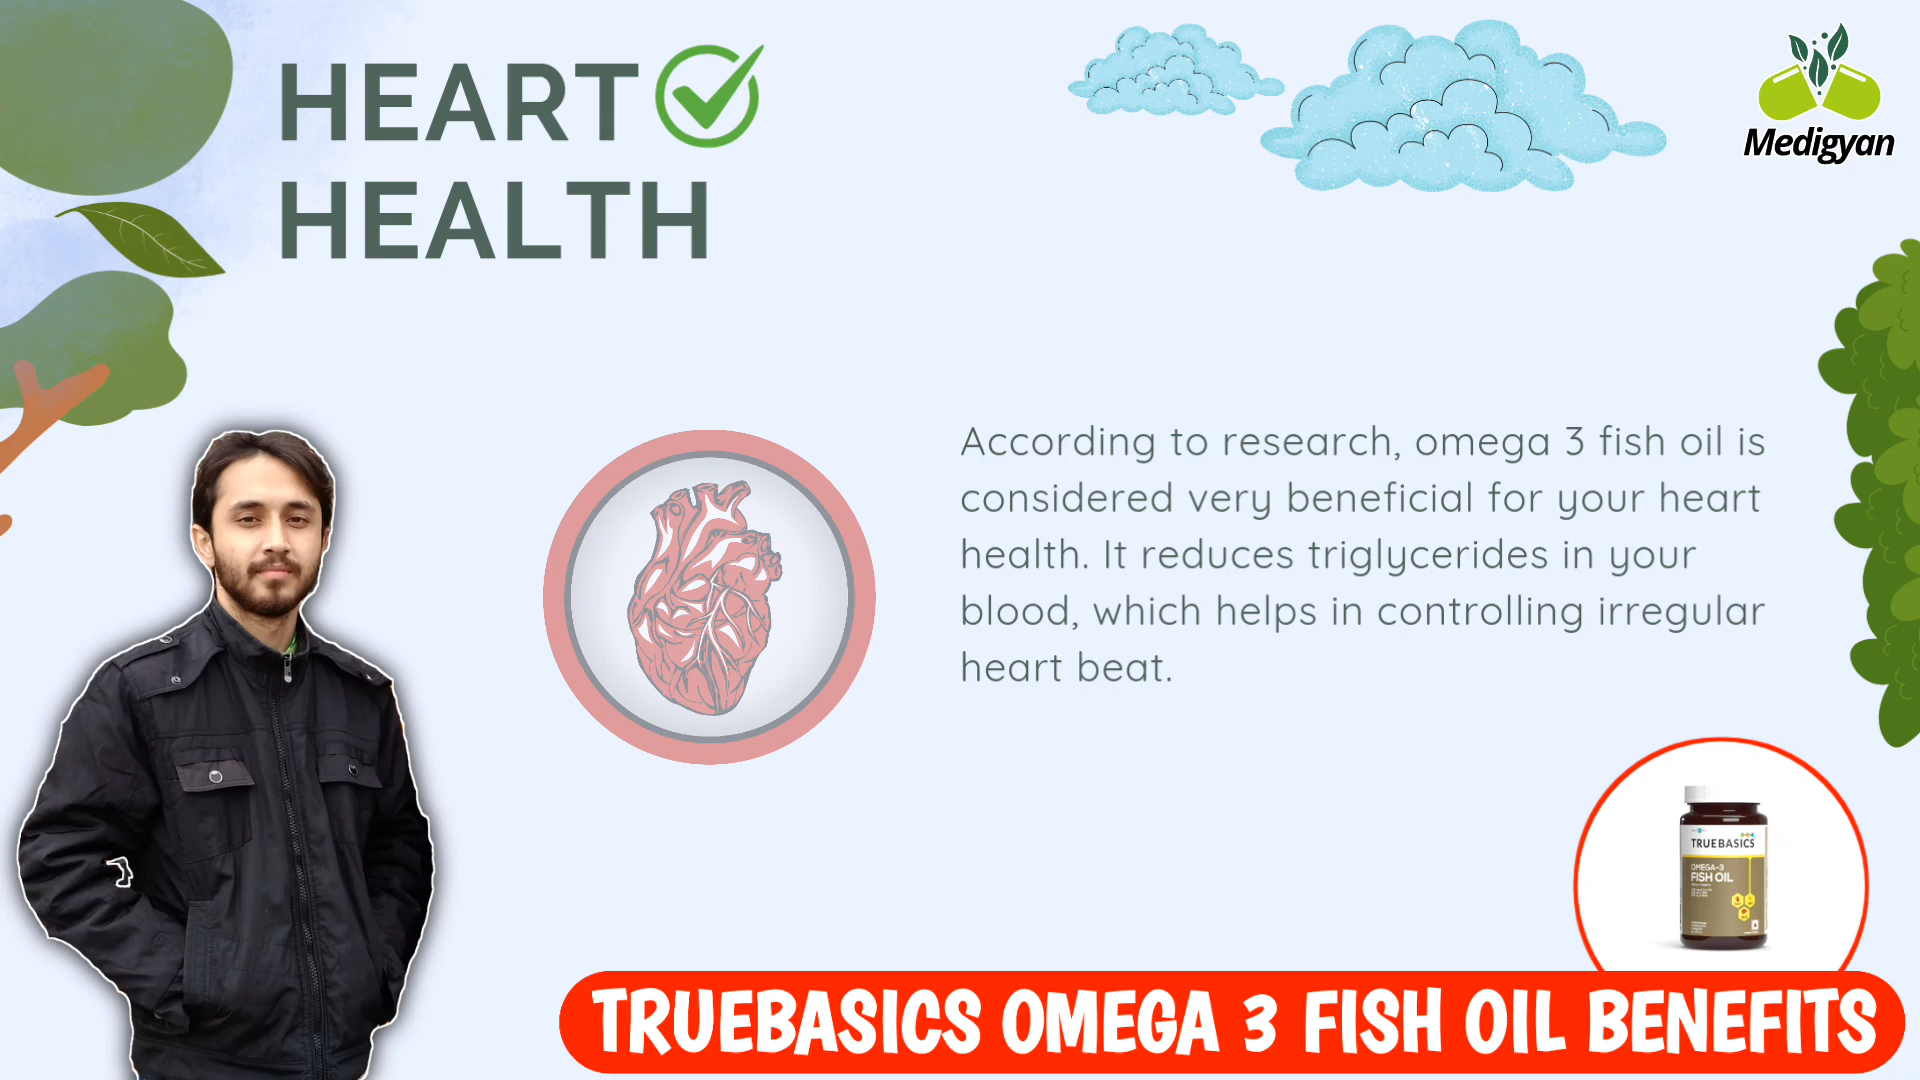 HEART
HEALTH
Medigyan
According to research, omega 3 fish oil is
considered very beneficial for your heart
health. It reduces triglycerides in your
blood, which helps in controlling irregular
heart beat.
TRUEBASICS
OMEGA-3
FISH OIL
TRUEBASICS OMEGA 3 FISH OIL BENEFITS